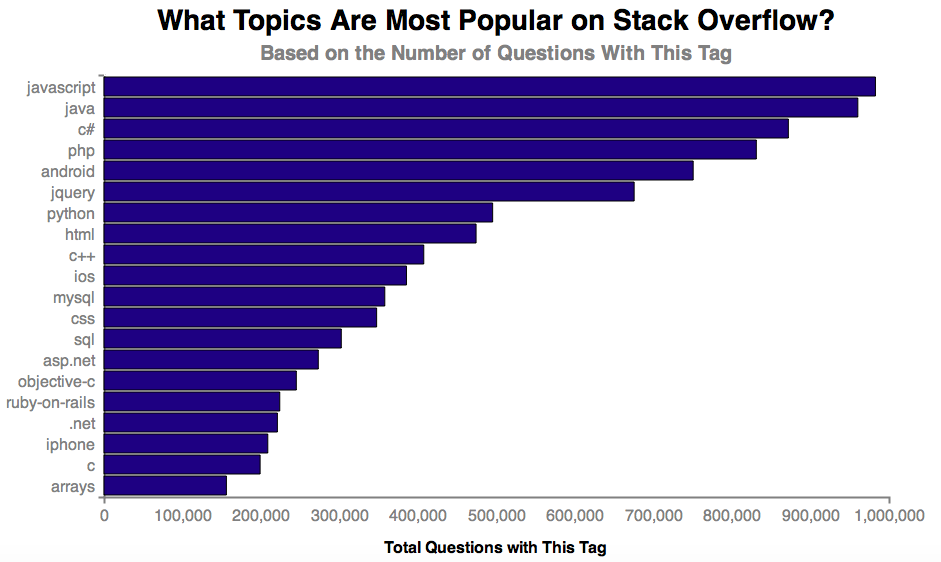 What Topics Are Most Popular on Stack Overflow?
Based on the Number of Questions With This Tag
javascript
java
c#
php
android
jquery
python
html
c++
ios
mysql
css
sql
asp.net
objective-c
ruby-on-rails
.net
iphone
c
arrays
0 100,000 200,000 300,000 400,000 500,000 600,000 700,000 800,000 900,000 1,000,000
Total Questions with This Tag